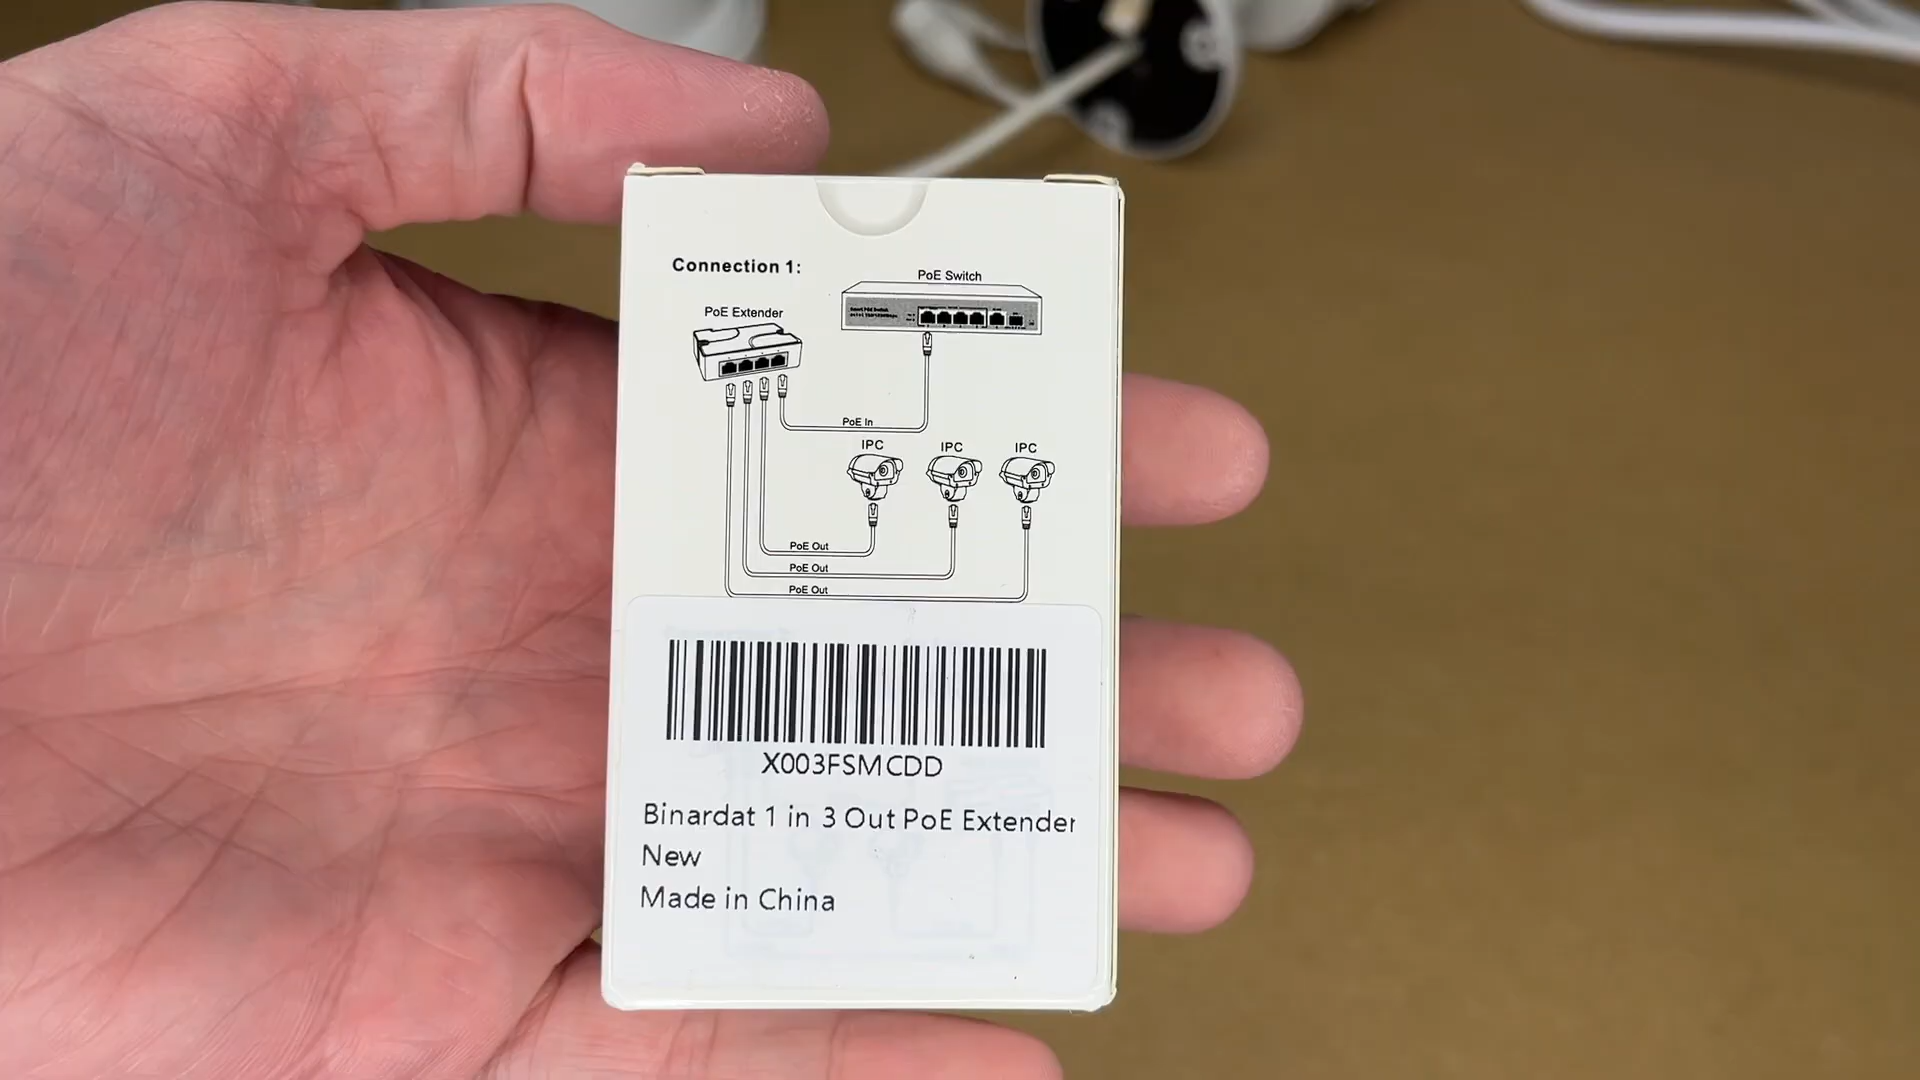 Connection 1:
PoE Switch
PoE Extender
PoE In
IPC
IPC
IPC
PoE Out
PoE Out
PoE Out
X003FSMCDD
Binardat 1 in 3 Out PoE Extender
New
Made in China